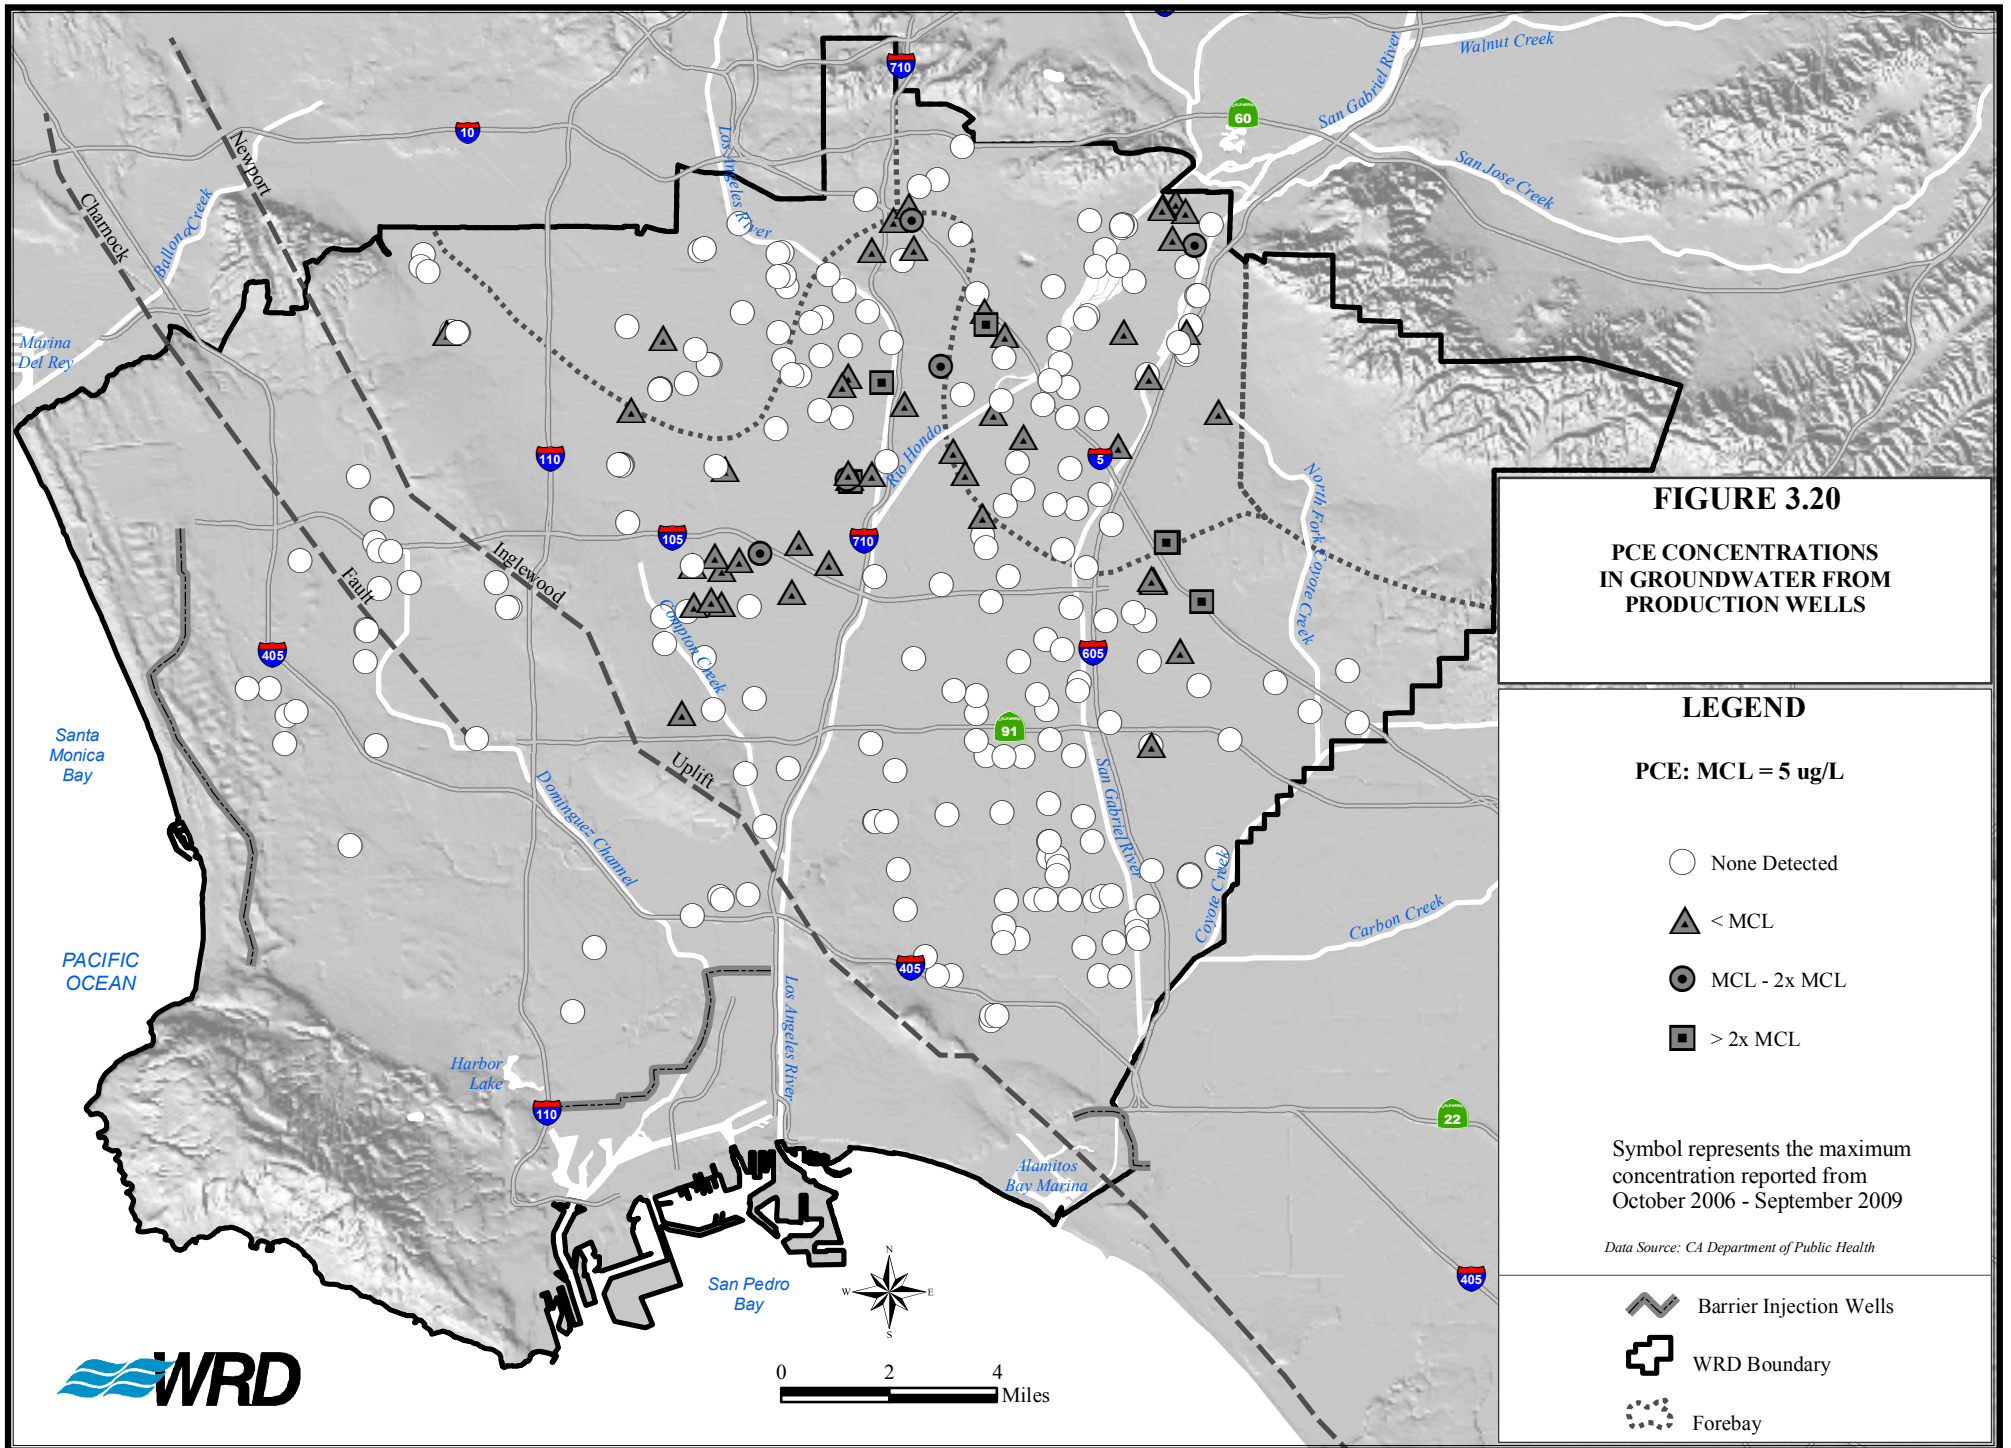 710
Walnut Creek
San Gabriel River
60
10
Los Angeles River
Newport
San Jose Creek
Charnock
Ballona Creek
Marina
Del Rey
110
Rio Hondo
5
North Fork Coyote Creek
105
710
Inglewood
Fault
Compton Creek
405
605
Santa
Monica
Bay
91
Uplift
San Gabriel River
Dominguez Channel
Coyote Creek
Carbon Creek
PACIFIC
OCEAN
405
Los Angeles River
Harbor
Lake
110
22
Alamitos
Bay Marina
405
San Pedro
Bay
N
W
E
S
0 2 4
Miles
WRD
FIGURE 3.20
PCE CONCENTRATIONS
IN GROUNDWATER FROM
PRODUCTION WELLS
LEGEND
PCE: MCL = 5 ug/L
None Detected
< MCL
MCL - 2x MCL
> 2x MCL
Symbol represents the maximum
concentration reported from
October 2006 - September 2009
Data Source: CA Department of Public Health
Barrier Injection Wells
WRD Boundary
Forebay